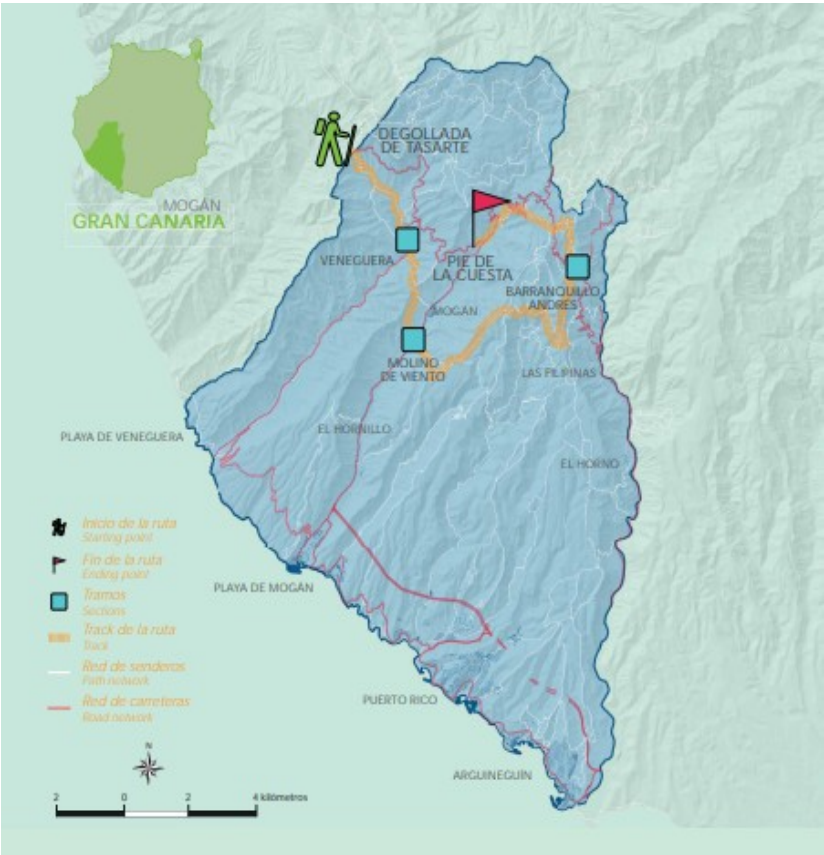 MOGÁN
GRAN CANARIA
DEGOLLADA
DE TASARTE
VENEGUERA
PIE DE
LA CUESTA
BARRANQUILLO
ANDRÉS
MOGÁN
MOLINO
DE VIENTO
LAS FILIPINAS
PLAYA DE VENEGUERA
EL HORNILLO
EL HORNO
Inicio de la ruta
Starting point
Fin de la ruta
Ending point
Tramos
Sections
Track de la ruta
Track
Red de senderos
Path network
Red de carreteras
Road network
PLAYA DE MOGÁN
PUERTO RICO
ARGUINEGUÍN
N
2 0 2 4 kilómetros